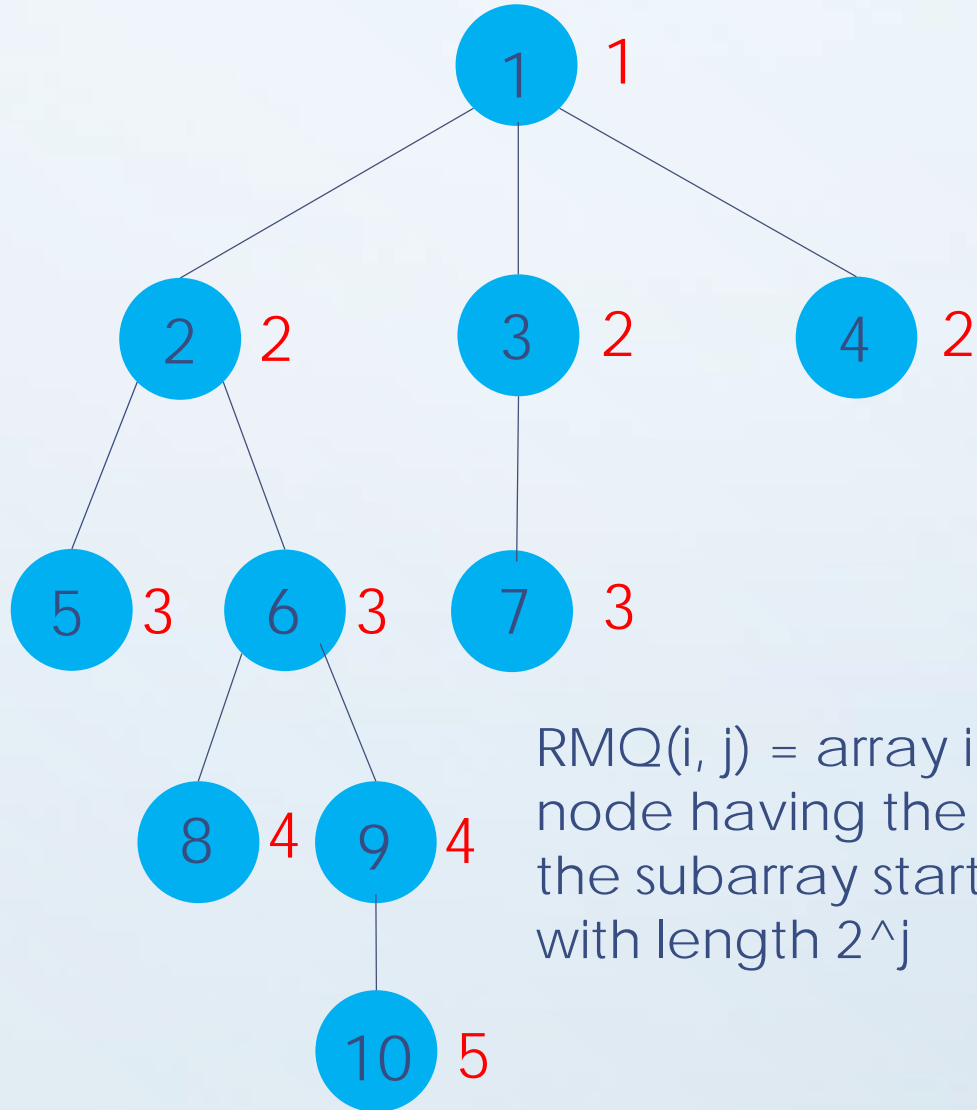 1 1
2 2 3 2 4 2
5 3 6 3 7 3
RMQ(i, j) = array
node having the
the subarray
with length 2^j
8 4 9 4
10 5